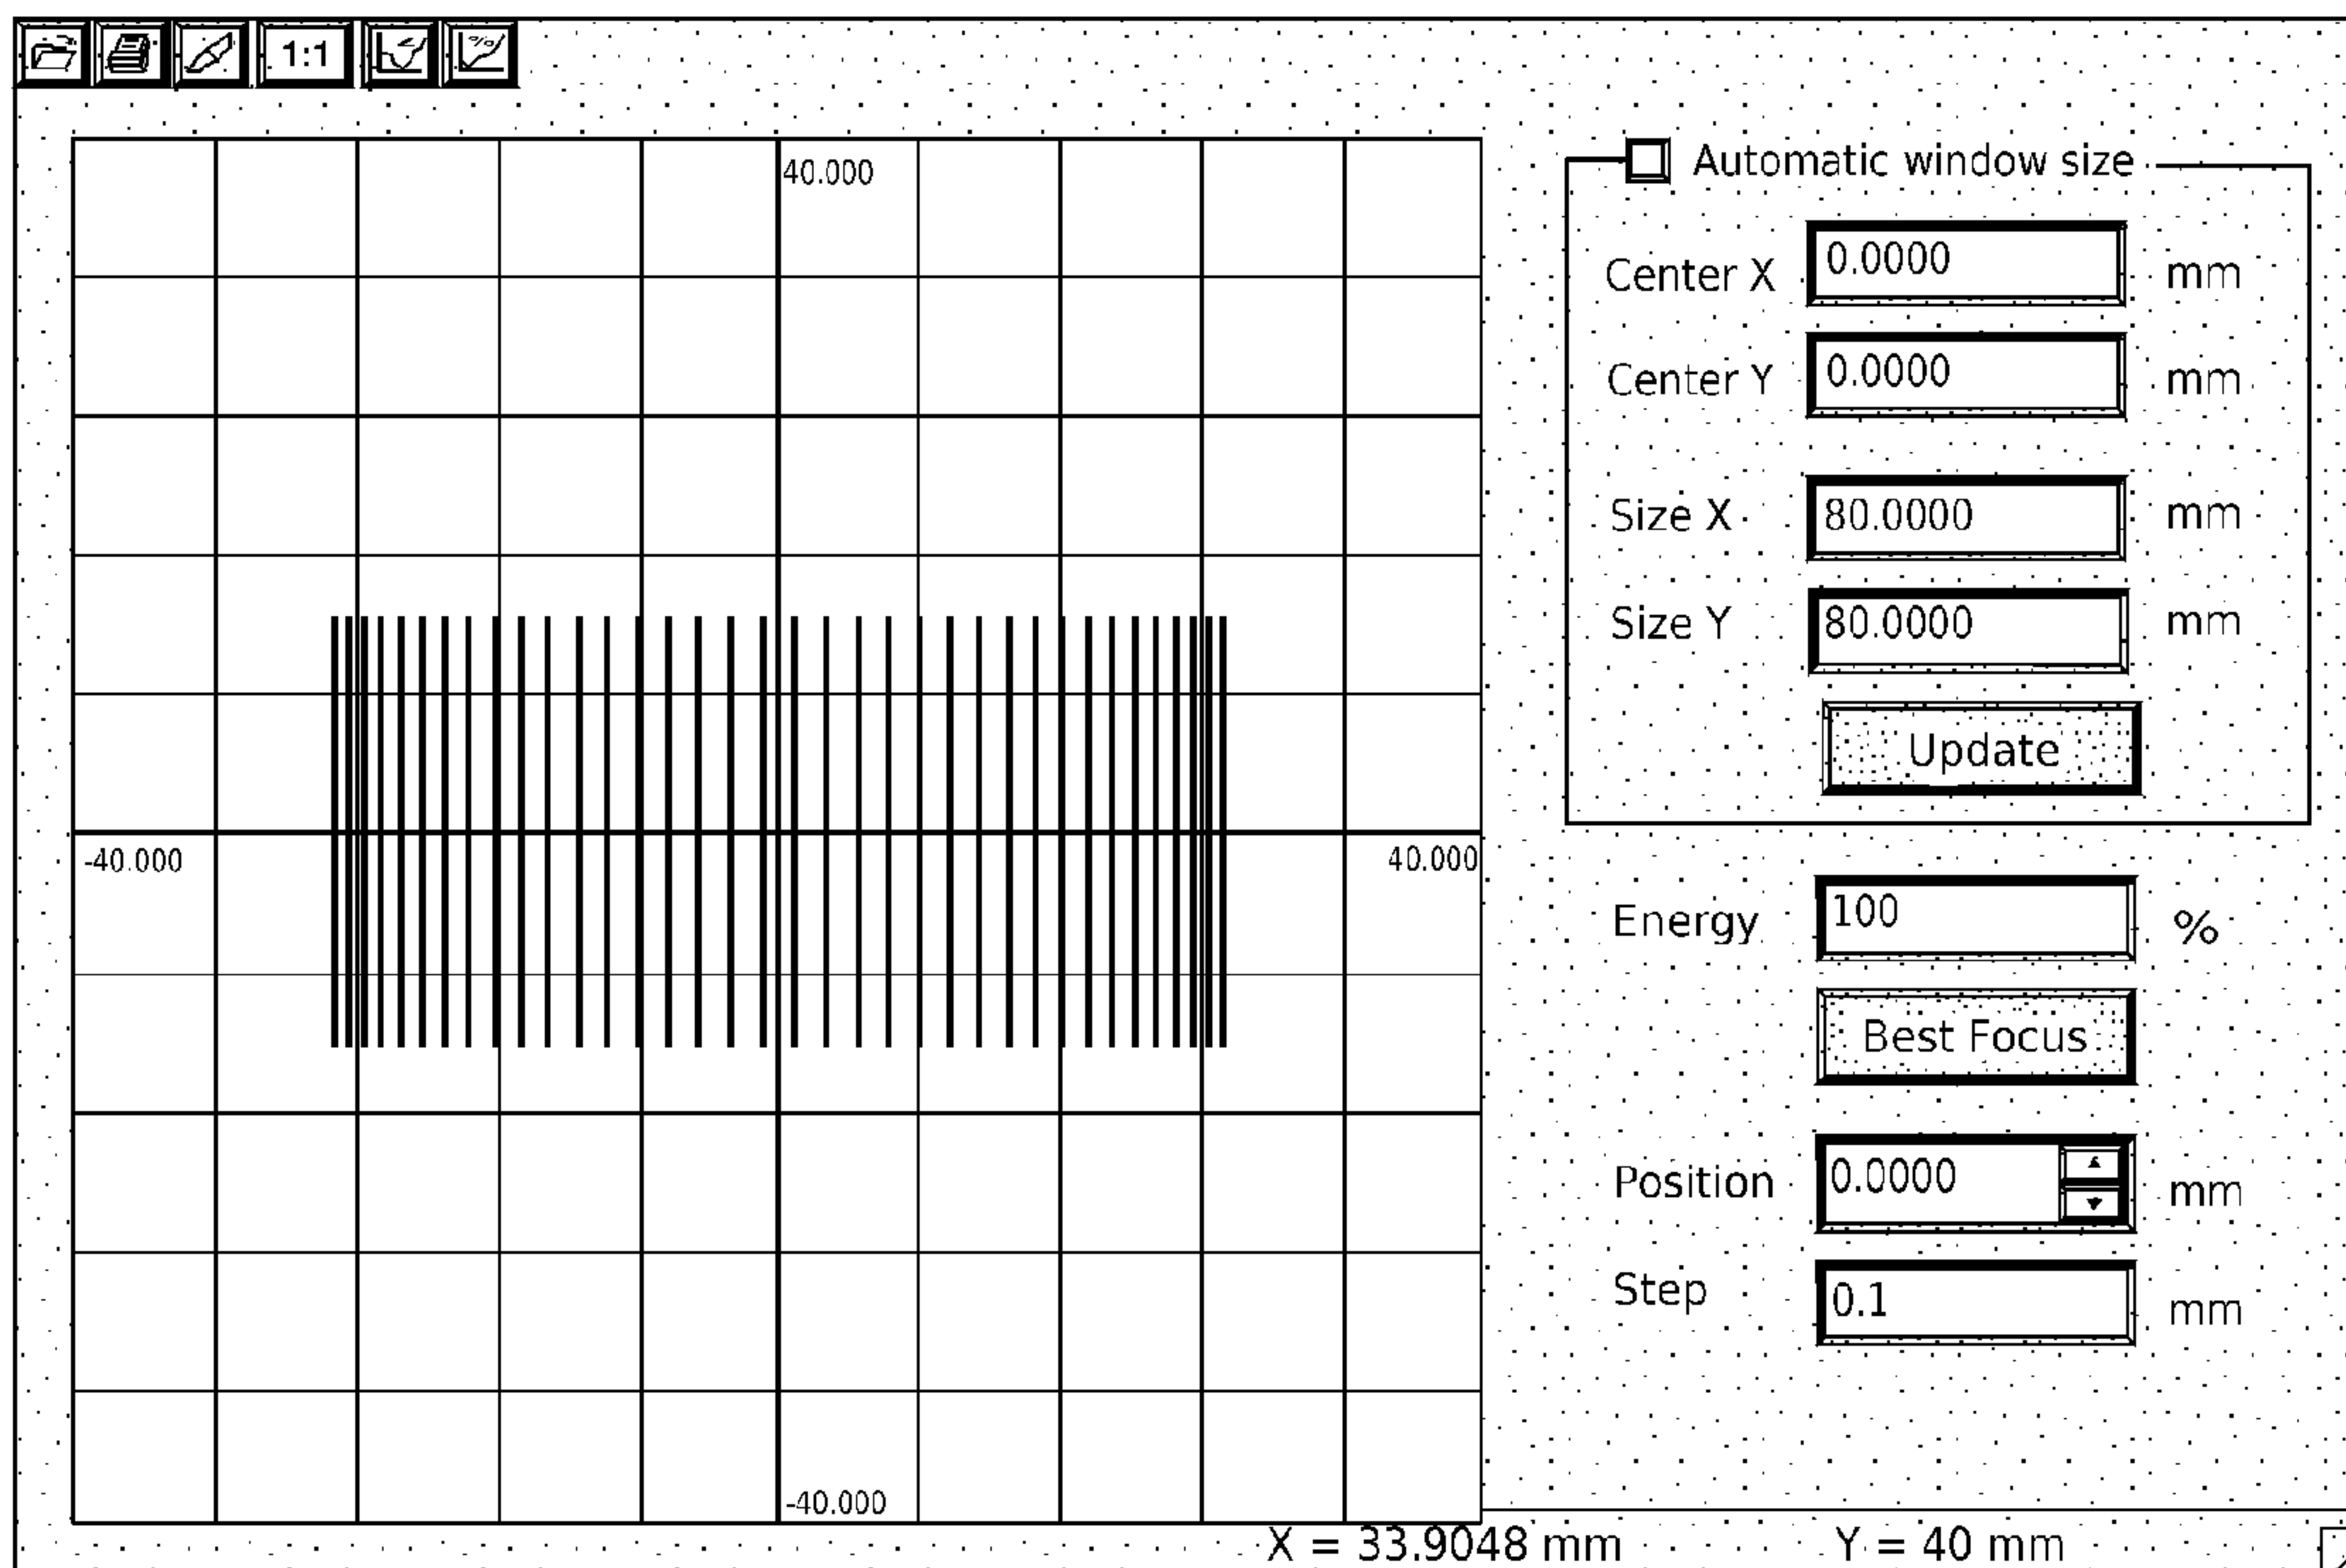 1:1
40.000
-40.000
40.000
-40.000
Automatic window size
Center X 0.0000 mm
Center Y 0.0000 mm
Size X 80.0000 mm
Size Y 80.0000 mm
Update
Energy 100 %
Best Focus
Position 0.0000 mm
Step 0.1 mm
X = 33.9048 mm Y = 40 mm